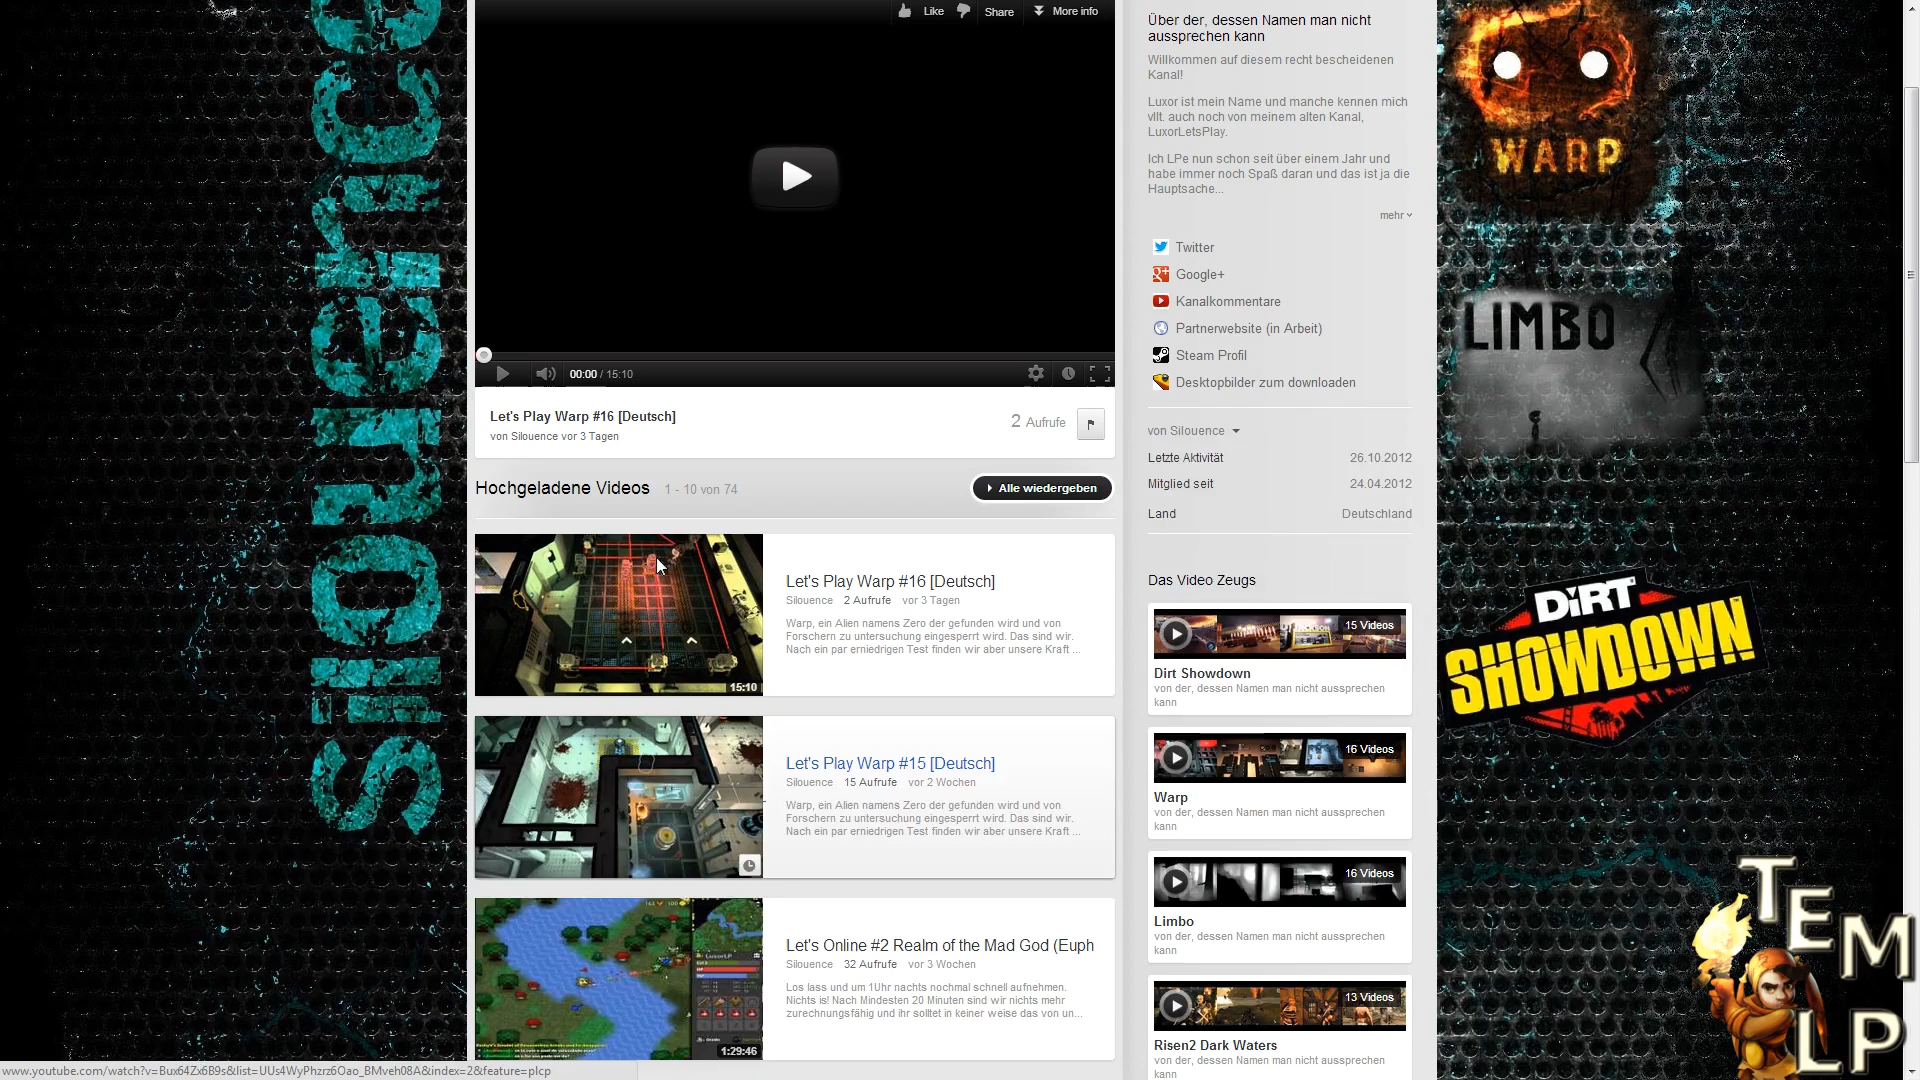 Silouence
Like
Share
More info
00:00 / 15:10
Let's Play Warp #16 [Deutsch]
von Silouence vor 3 Tagen
2 Aufrufe
Hochgeladene Videos 1 - 10 von 74
Alle wiedergeben
15:10
Let's Play Warp #16 [Deutsch]
Silouence 2 Aufrufe vor 3 Tagen
Warp, ein Alien namens Zero der gefunden wird und von
Forschern zu untersuchung eingesperrt wird. Das sind wir.
Nach ein par erniedrigen Test finden wir aber unsere Kraft ...
Let's Play Warp #15 [Deutsch]
Silouence 15 Aufrufe vor 2 Wochen
Warp, ein Alien namens Zero der gefunden wird und von
Forschern zu untersuchung eingesperrt wird. Das sind wir.
Nach ein par erniedrigen Test finden wir aber unsere Kraft ...
LuxorLP
1:29:46
Let's Online #2 Realm of the Mad God (Euph
Silouence 32 Aufrufe vor 3 Wochen
Los lass und um 1Uhr nachts nochmal schnell aufnehmen.
Nichts is! Nach Mindesten 20 Minuten sind wir nichts mehr
zurechnungsfähig und ihr solltet in keiner weise das von un...
Über der, dessen Namen man nicht
aussprechen kann
Willkommen auf diesem recht bescheidenen
Kanal!
Luxor ist mein Name und manche kennen mich
vllt. auch noch von meinem alten Kanal,
LuxorLetsPlay.
Ich LPe nun schon seit über einem Jahr und
habe immer noch Spaß daran und das ist ja die
Hauptsache...
mehr
Twitter
Google+
Kanalkommentare
Partnerwebsite (in Arbeit)
Steam Profil
Desktopbilder zum downloaden
von Silouence
Letzte Aktivität 26.10.2012
Mitglied seit 24.04.2012
Land Deutschland
Das Video Zeugs
15 Videos
Dirt Showdown
von der, dessen Namen man nicht aussprechen
kann
16 Videos
Warp
von der, dessen Namen man nicht aussprechen
kann
16 Videos
Limbo
von der, dessen Namen man nicht aussprechen
kann
13 Videos
Risen2 Dark Waters
von der, dessen Namen man nicht aussprechen
kann
WARP
LIMBO
DiRT
SHOWDOWN
TEM
LP
www.youtube.com/watch?v=Bux64Zx6B9s&list=UUs4WyPhzrz6Oao_BMveh08A&index=2&feature=plcp